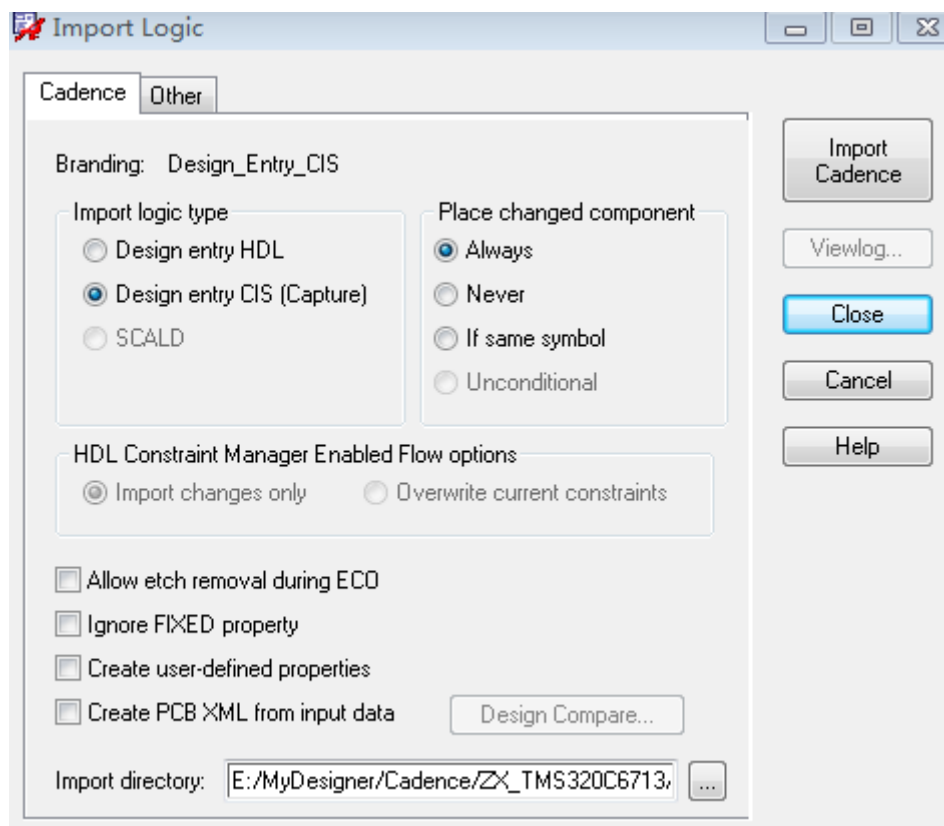 Import Logic
Cadence
Other
Branding: Design_Entry_CIS
Import logic type
Design entry HDL
Design entry CIS (Capture)
SCALD
Place changed component
Always
Never
If same symbol
Unconditional
HDL Constraint Manager Enabled Flow options
Import changes only
Overwrite current constraints
Allow etch removal during ECO
Ignore FIXED property
Create user-defined properties
Create PCB XML from input data
Design Compare...
Import directory: E:/MyDesigner/Cadence/ZX_TMS320C6713/
...
Import
Cadence
Viewlog...
Close
Cancel
Help